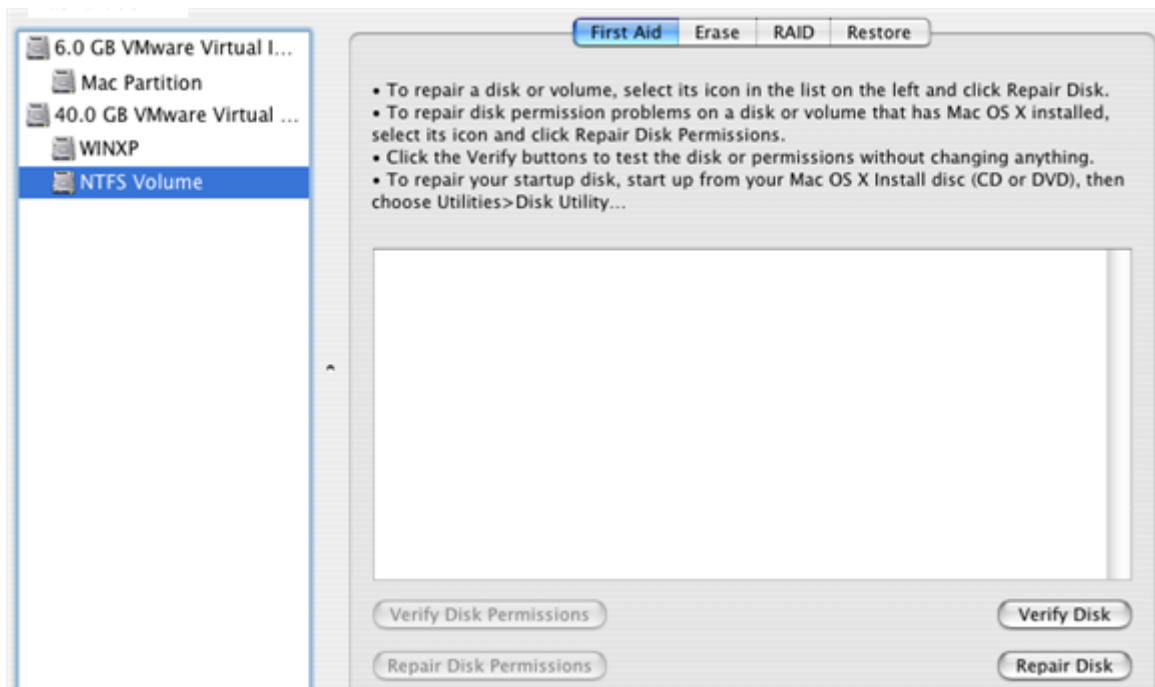 First Aid Erase RAID Restore
6.0 GB VMware Virtual I...
Mac Partition
40.0 GB VMware Virtual ...
WINXP
NTFS Volume
• To repair a disk or volume, select its icon in the list on the left and click Repair Disk.
• To repair disk permission problems on a disk or volume that has Mac OS X installed,
select its icon and click Repair Disk Permissions.
• Click the Verify buttons to test the disk or permissions without changing anything.
• To repair your startup disk, start up from your Mac OS X Install disc (CD or DVD), then
choose Utilities>Disk Utility...
Verify Disk Permissions Verify Disk
Repair Disk Permissions Repair Disk